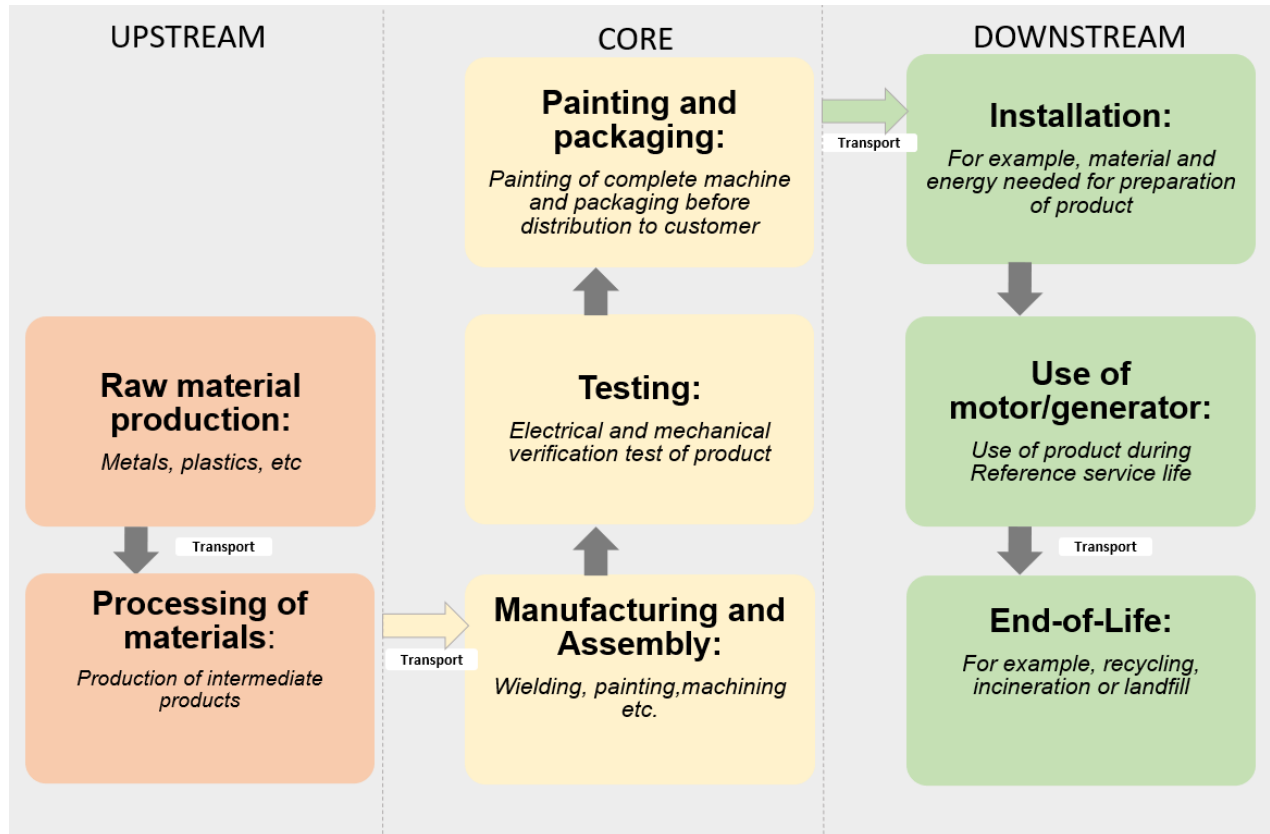 UPSTREAM
Raw material
production:
Metals, plastics, etc
Transport
Processing of
materials:
Production of intermediate
products
Transport
CORE
Painting and
packaging:
Painting of complete machine
and packaging before
distribution to customer
Testing:
Electrical and mechanical
verification test of product
Manufacturing and
Assembly:
Wielding, painting,machining
etc.
Transport
DOWNSTREAM
Installation:
For example, material and
energy needed for preparation
of product
Use of
motor/generator:
Use of product during
Reference service life
Transport
End-of-Life:
For example, recycling,
incineration or landfill